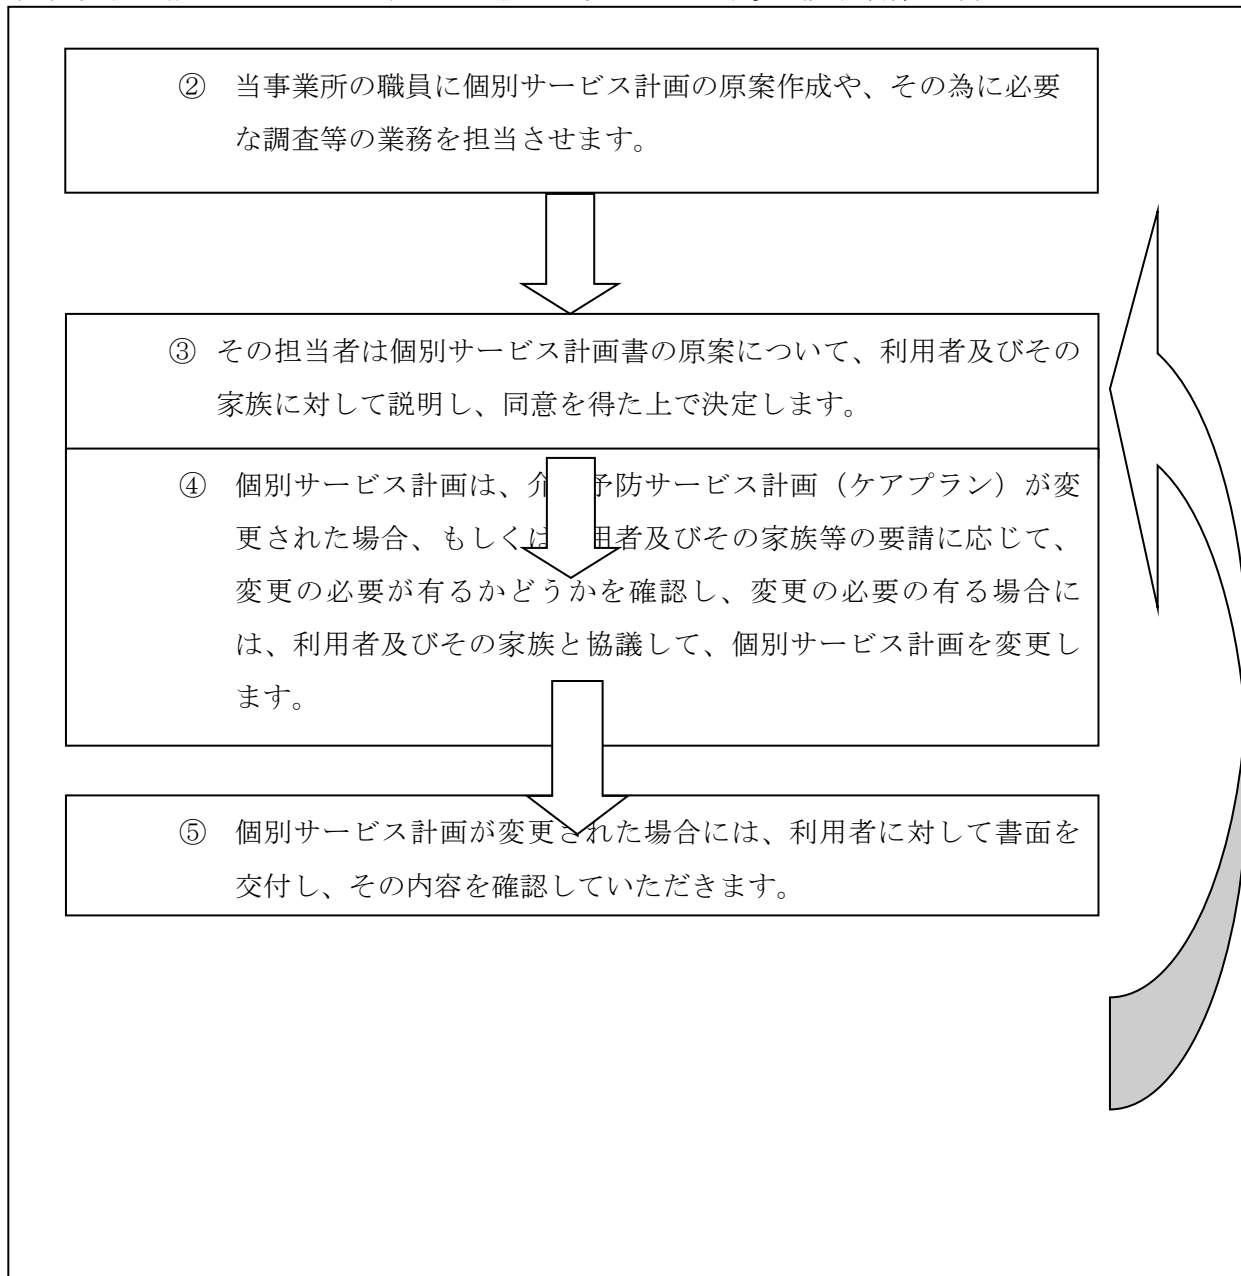 ② 当事業所の職員に個別サービス計画の原案作成や、その為に必要
な調査等の業務を担当させます。
③ その担当者は個別サービス計画書の原案について、利用者及びその
家族に対して説明し、同意を得た上で決定します。
④ 個別サービス計画は、介 予防サービス計画（ケアプラン）が変
更された場合、もしくは 用者及びその家族等の要請に応じて、
変更の必要が有るかどうかを確認し、変更の必要の有る場合に
は、利用者及びその家族と協議して、個別サービス計画を変更し
ます。
⑤ 個別サービス計画が変更された場合には、利用者に対して書面を
交付し、その内容を確認していただきます。